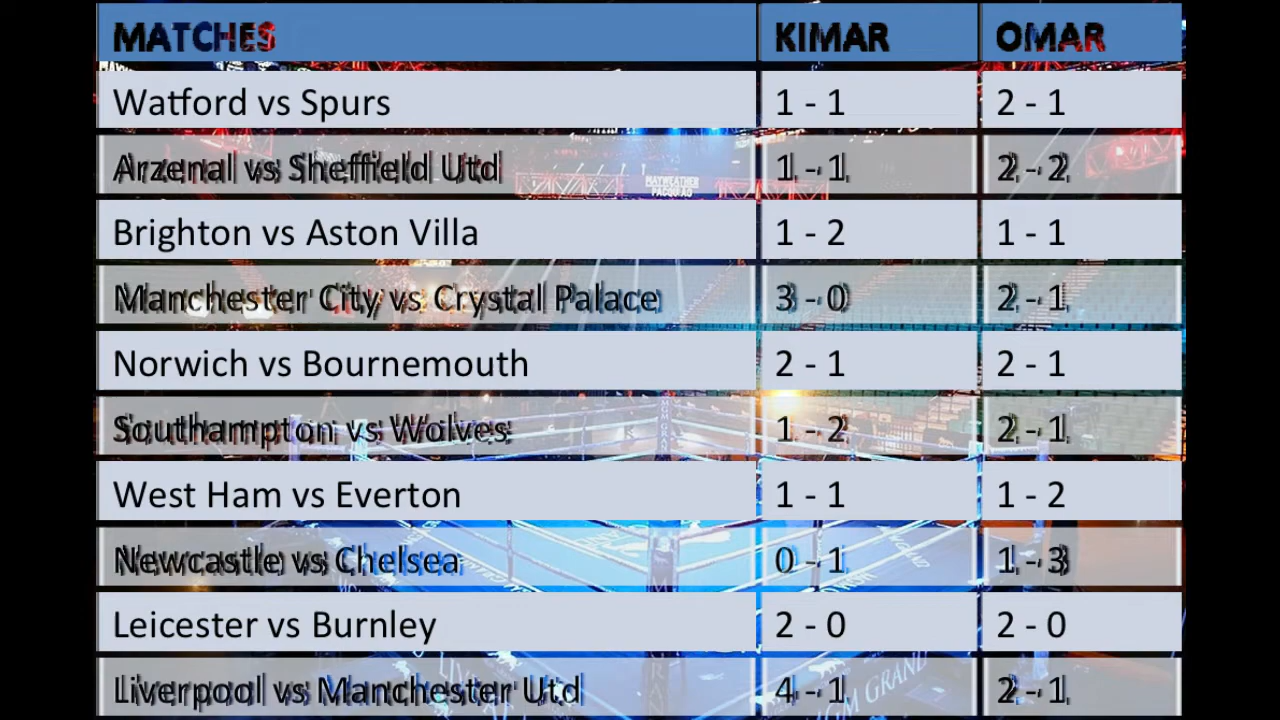 MATCHES KIMAR OMAR
Watford vs Spurs 1 - 1 2 - 1
Arzenal vs Sheffield Utd 1 - 1 2 - 2
MAYWEATHER
PACQUIAO
Brighton vs Aston Villa 1 - 2 1 - 1
Manchester City vs Crystal Palace 3 - 0 2 - 1
Norwich vs Bournemouth 2 - 1 2 - 1
Southampton vs Wolves 1 - 2 2 - 1
West Ham vs Everton 1 - 1 1 - 2
Newcastle vs Chelsea 0 - 1 1 - 3
Leicester vs Burnley 2 - 0 2 - 0
Liverpool vs Manchester Utd 4 - 1 2 - 1
MGM GRAND